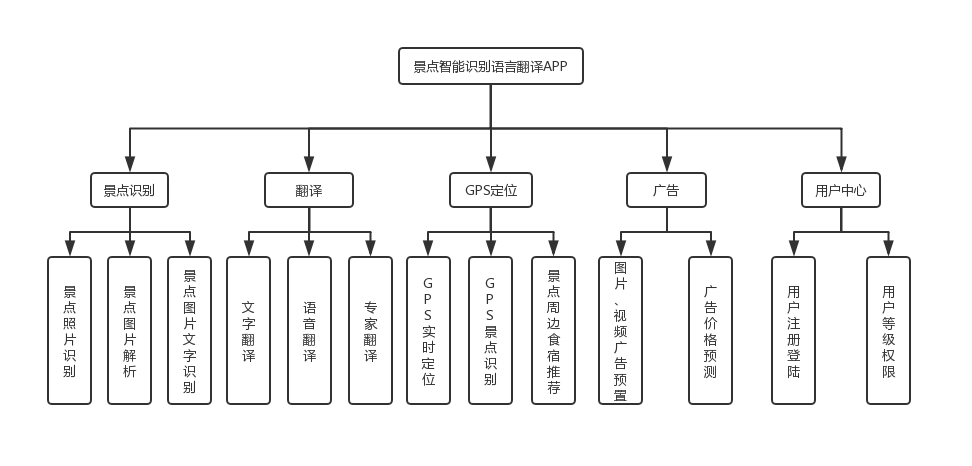 景点智能识别语言翻译APP
景点识别
翻译
GPS定位
广告
用户中心
景点照片识别
景点图片解析
景点图片文字识别
文字翻译
语音翻译
专家翻译
GPS实时定位
GPS景点识别
景点周边食宿推荐
图片、视频广告预置
广告价格预测
用户注册登陆
用户等级权限